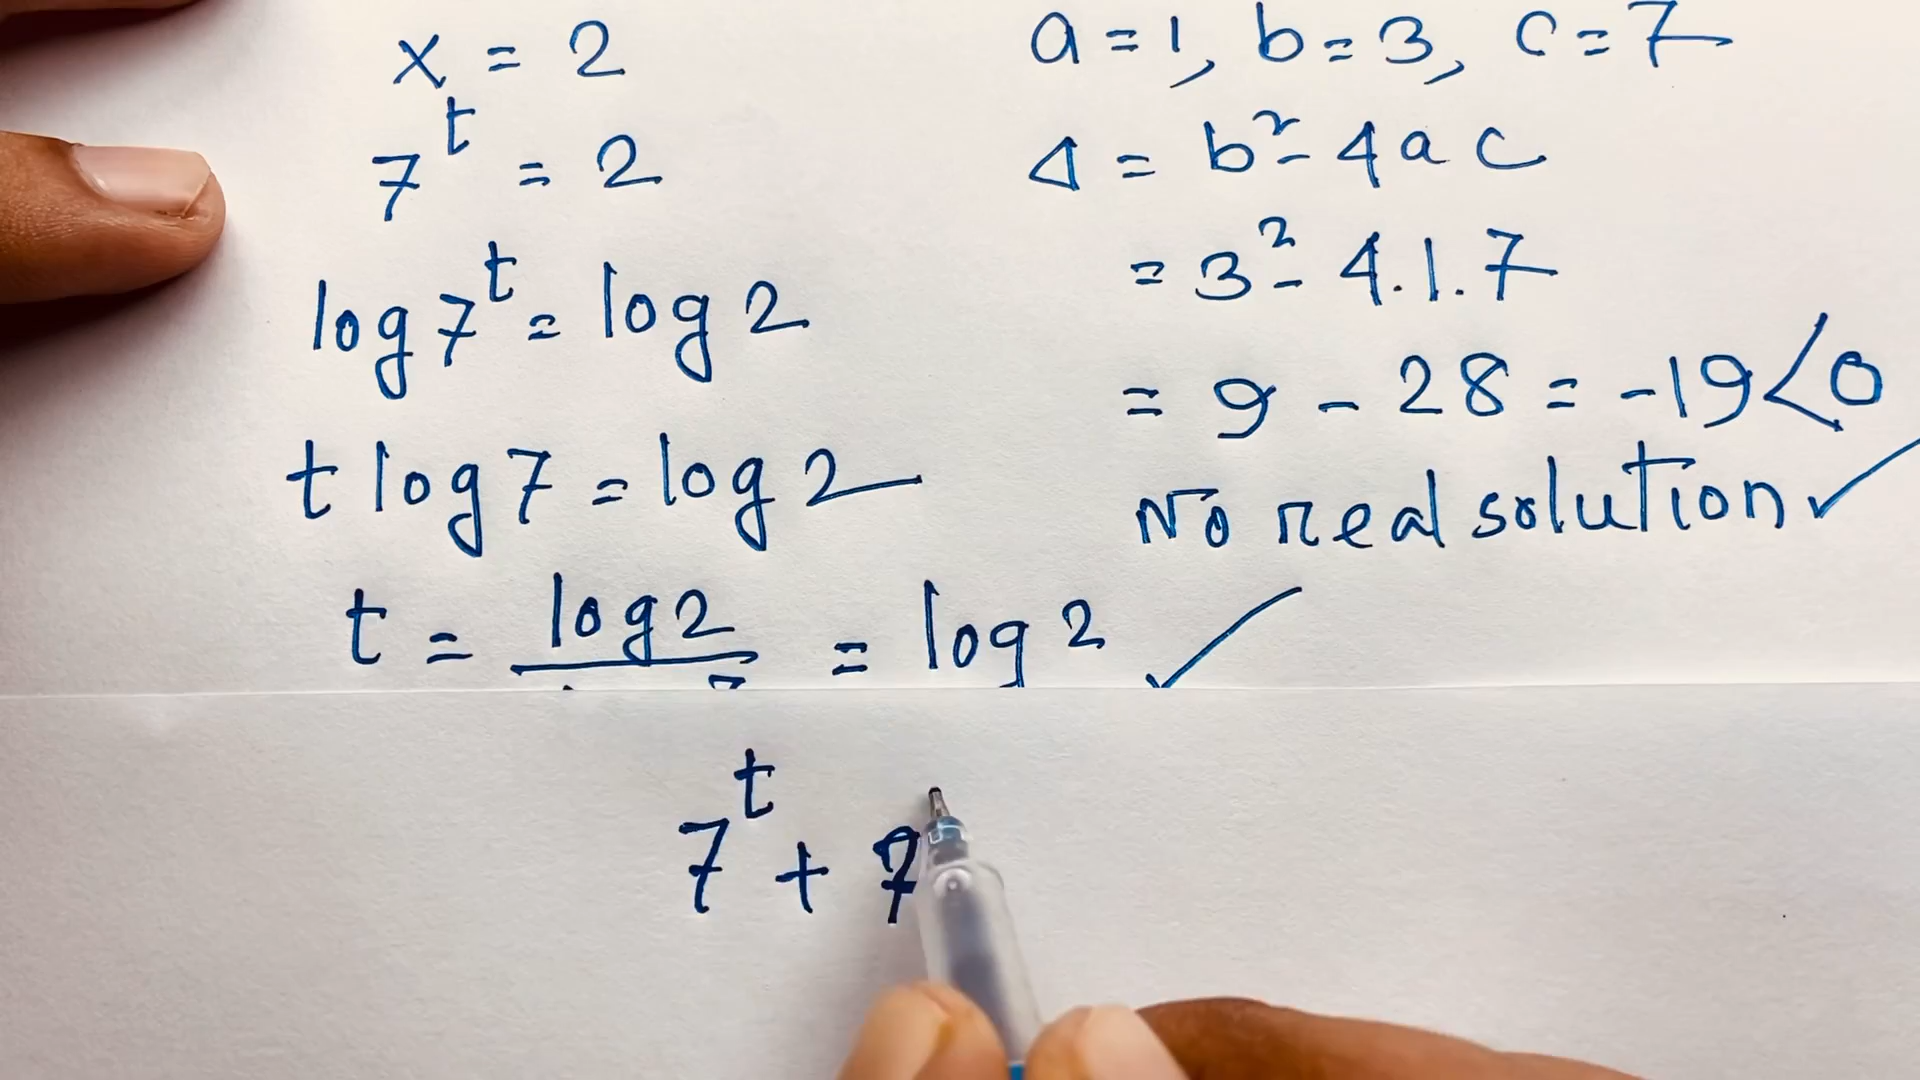 x = 2
7^t = 2
log 7^t = log 2
t log 7 = log 2
t = log 2 / 7 = log 2 ✓
a = 1, b = 3, c = 7
Δ = b² - 4ac
= 3² - 4.1.7
= 9 - 28 = -19 < 0
No real solution ✓
7^t + 7